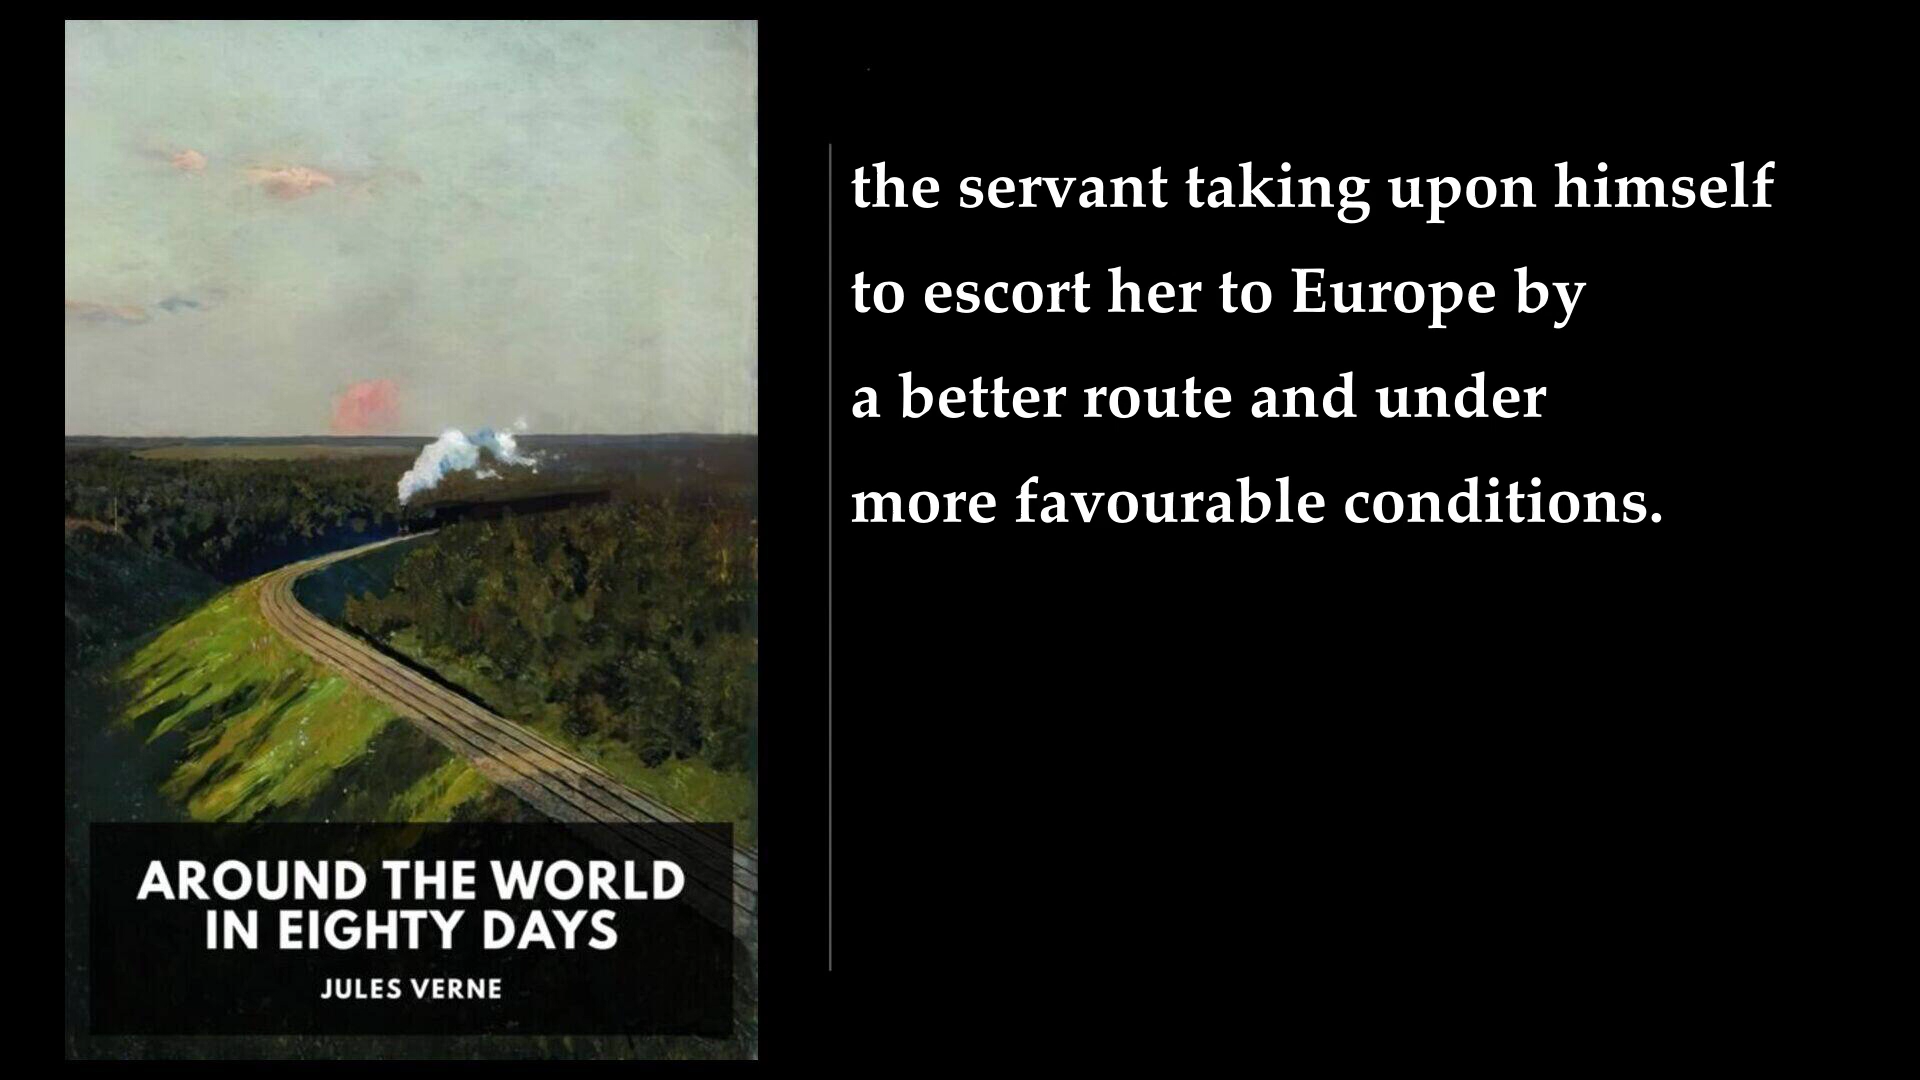 AROUND THE WORLD
IN EIGHTY DAYS
JULES VERNE
the servant taking upon himself
to escort her to Europe by
a better route and under
more favourable conditions.